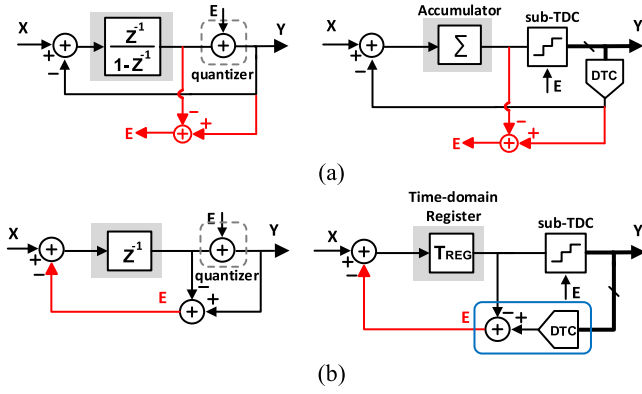 E
X
+
−
Z⁻¹
1-Z⁻¹
Y
quantizer
−
+
E
Accumulator
sub-TDC
X
+
−
Σ
Y
DTC
E
−
+
E
(a)
E
X
+
−
Z⁻¹
Y
quantizer
E
−
+
Time-domain
Register
sub-TDC
X
+
−
TREG
Y
E
E
−
+
DTC
(b)